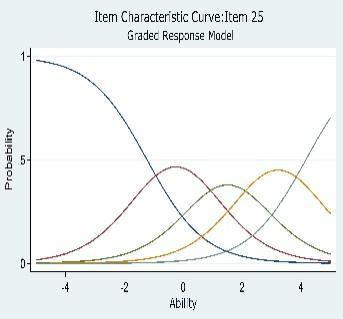 Item Characteristic Curve:Item 25
Graded Response Model
Probability
1
.5
0
-4
-2
0
2
4
Ability